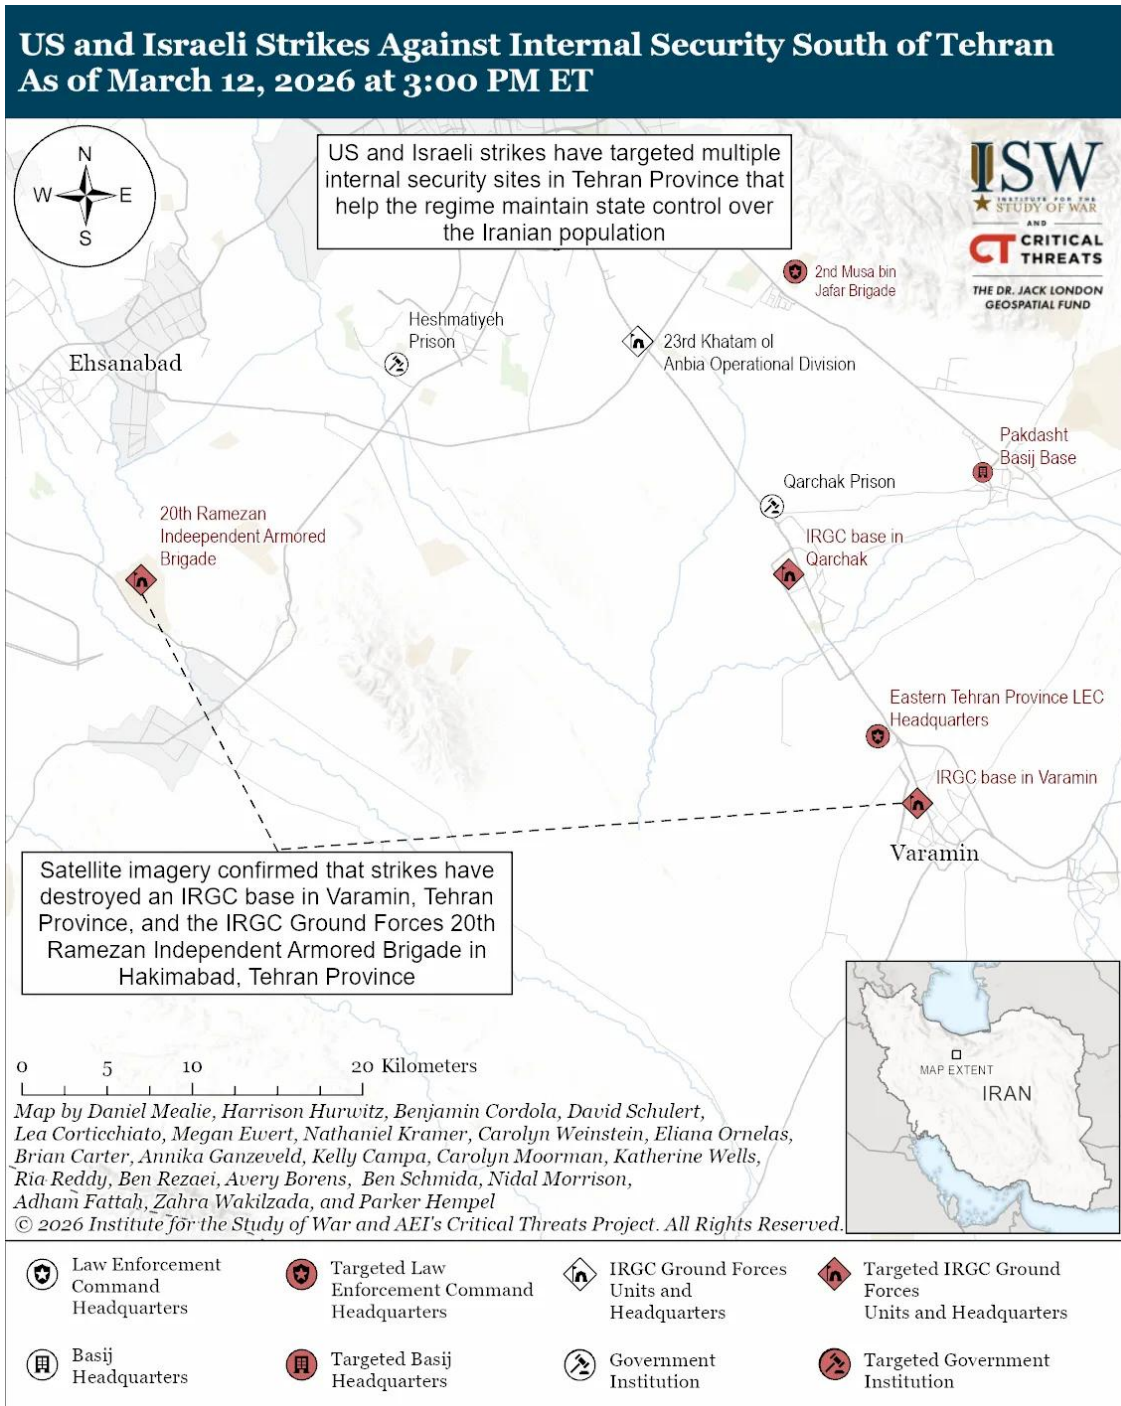 US and Israeli Strikes Against Internal Security South of Tehran
As of March 12, 2026 at 3:00 PM ET
N
W
E
S
US and Israeli strikes have targeted multiple
internal security sites in Tehran Province that
help the regime maintain state control over
the Iranian population
ISW
INSTITUTE FOR THE
STUDY OF WAR
AND
CT CRITICAL
THREATS
THE DR. JACK LONDON
GEOSPATIAL FUND
2nd Musa bin
Jafar Brigade
Heshmatiyeh
Prison
23rd Khatam ol
Anbia Operational Division
Ehsanabad
Pakdasht
Basij Base
Qarchak Prison
20th Ramezan
Indeependent Armored
Brigade
IRGC base in
Qarchak
Eastern Tehran Province LEC
Headquarters
IRGC base in Varamin
Varamin
Satellite imagery confirmed that strikes have
destroyed an IRGC base in Varamin, Tehran
Province, and the IRGC Ground Forces 20th
Ramezan Independent Armored Brigade in
Hakimabad, Tehran Province
MAP EXTENT
IRAN
0 5 10 20 Kilometers
Map by Daniel Mealie, Harrison Hurwitz, Benjamin Cordola, David Schulert,
Lea Corticchiato, Megan Ewert, Nathaniel Kramer, Carolyn Weinstein, Eliana Ornelas,
Brian Carter, Annika Ganzeveld, Kelly Campa, Carolyn Moorman, Katherine Wells,
Ria Reddy, Ben Rezaei, Avery Borens, Ben Schmida, Nidal Morrison,
Adham Fattah, Zahra Wakilzada, and Parker Hempel
© 2026 Institute for the Study of War and AEI's Critical Threats Project. All Rights Reserved.
Law Enforcement
Command
Headquarters
Targeted Law
Enforcement Command
Headquarters
IRGC Ground Forces
Units and
Headquarters
Targeted IRGC Ground
Forces
Units and Headquarters
Basij
Headquarters
Targeted Basij
Headquarters
Government
Institution
Targeted Government
Institution